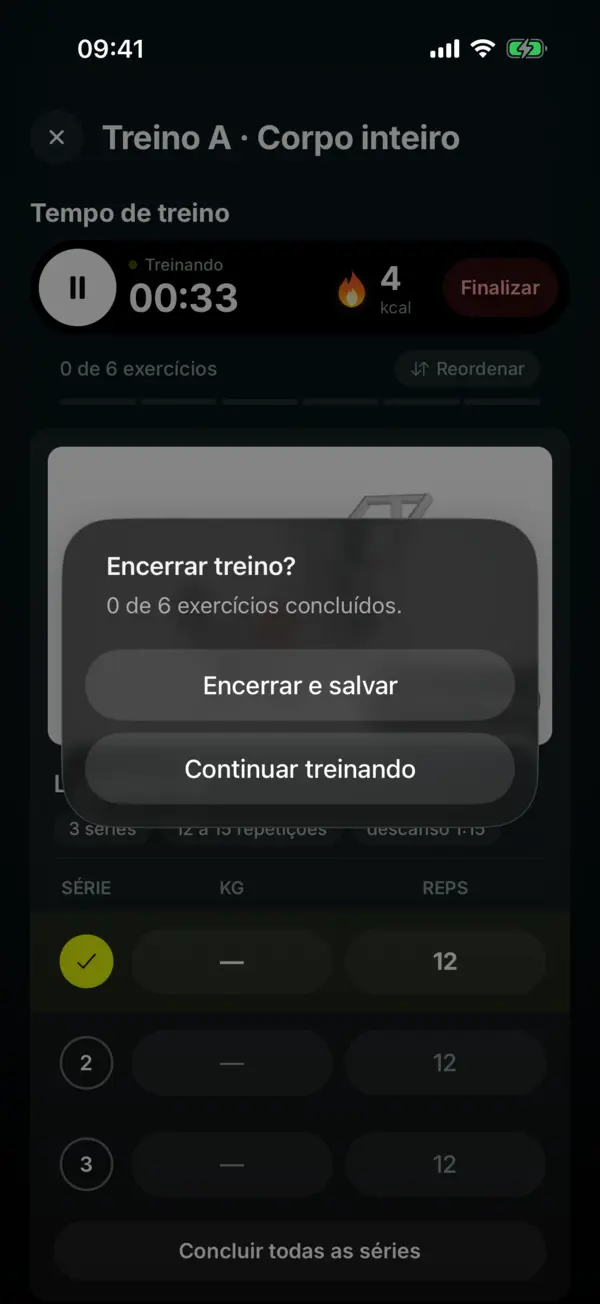 09:41
Treino A · Corpo inteiro
Tempo de treino
Treinando
00:33
4
kcal
Finalizar
0 de 6 exercícios
Reordenar
Encerrar treino?
0 de 6 exercícios concluídos.
Encerrar e salvar
Continuar treinando
3 séries
12 a 15 repetições
descanso 1:15
SÉRIE KG REPS
— 12
2 — 12
3 — 12
Concluir todas as séries